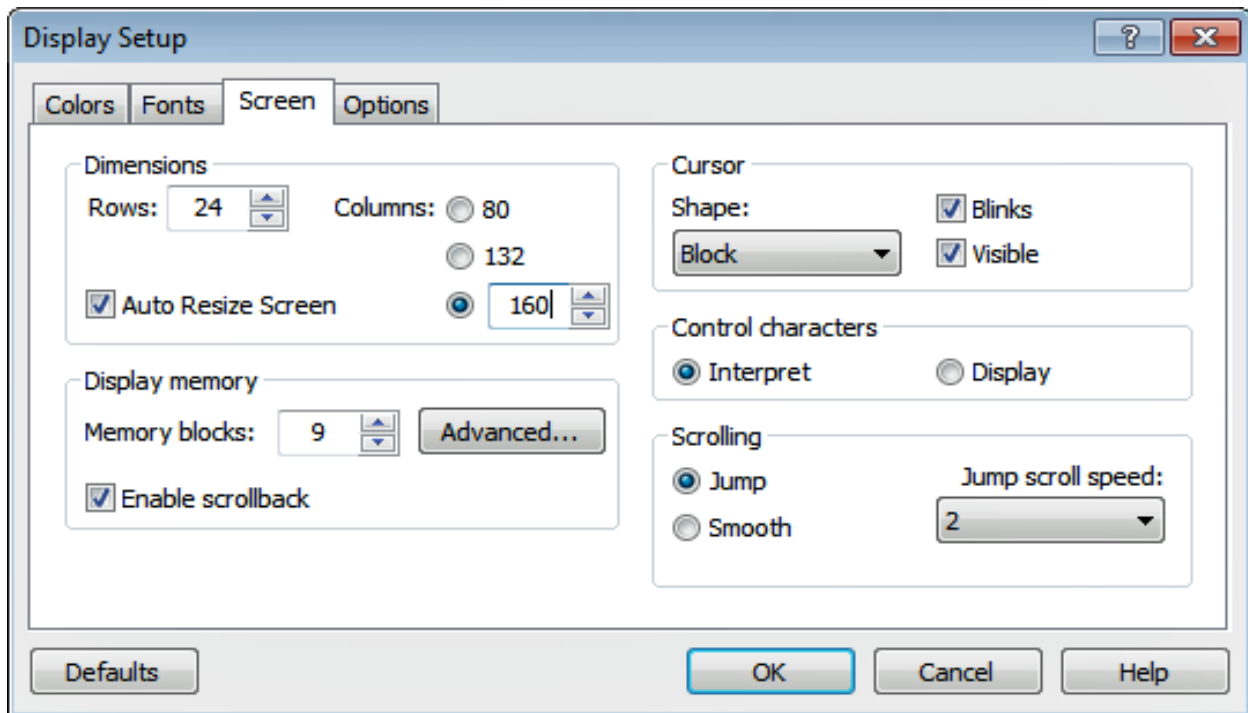 Display Setup
Colors Fonts Screen Options
Dimensions
Rows: 24 Columns: 80
132
Auto Resize Screen 160
Display memory
Memory blocks: 9 Advanced...
Enable scrollback
Cursor
Shape: Blinks
Block Visible
Control characters
Interpret Display
Scrolling
Jump Jump scroll speed:
Smooth 2
Defaults OK Cancel Help